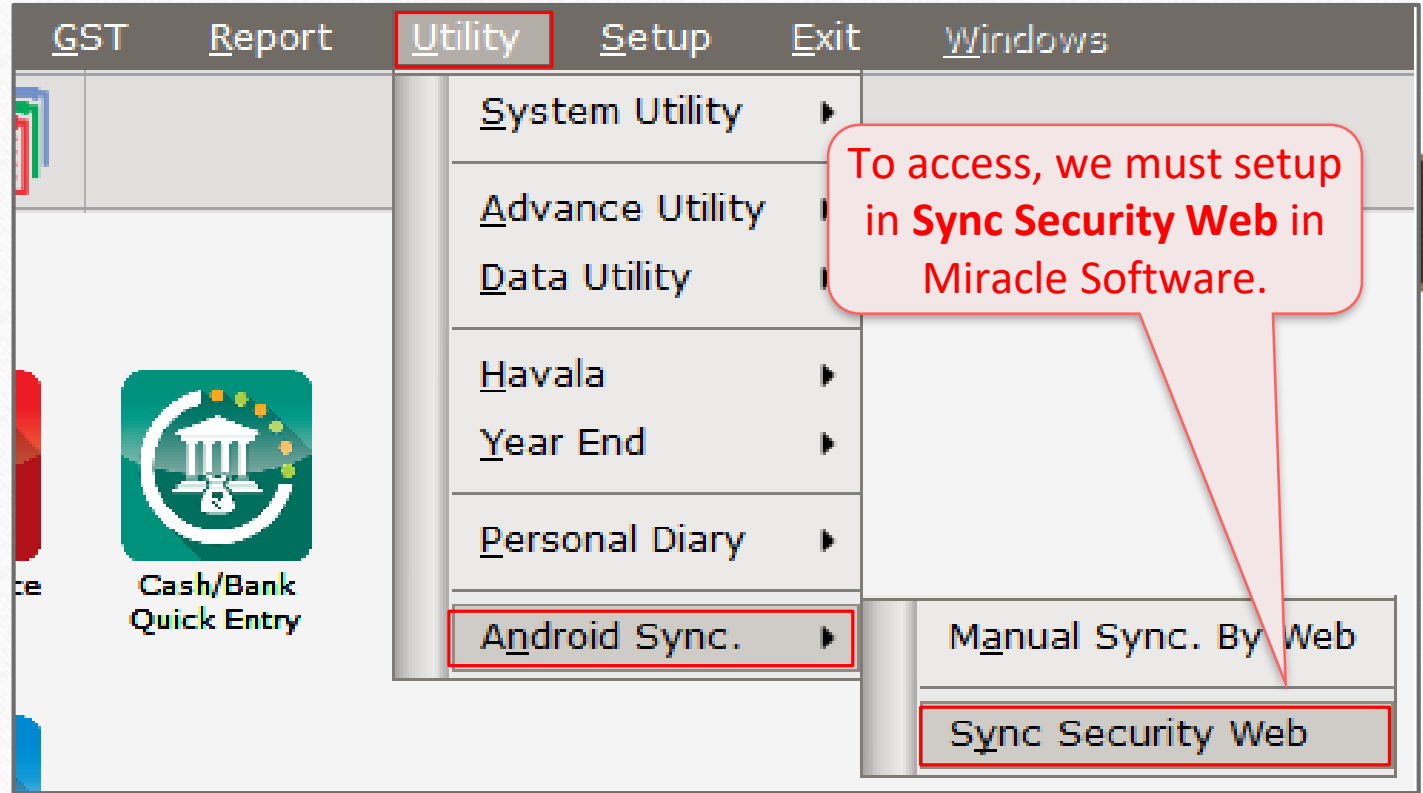 GST Report Utility Setup Exit Windows
System Utility
Advance Utility
Data Utility
Havala
Year End
Personal Diary
Android Sync.
To access, we must setup
in Sync Security Web in
Miracle Software.
Manual Sync. By Web
Sync Security Web
Cash/Bank
Quick Entry